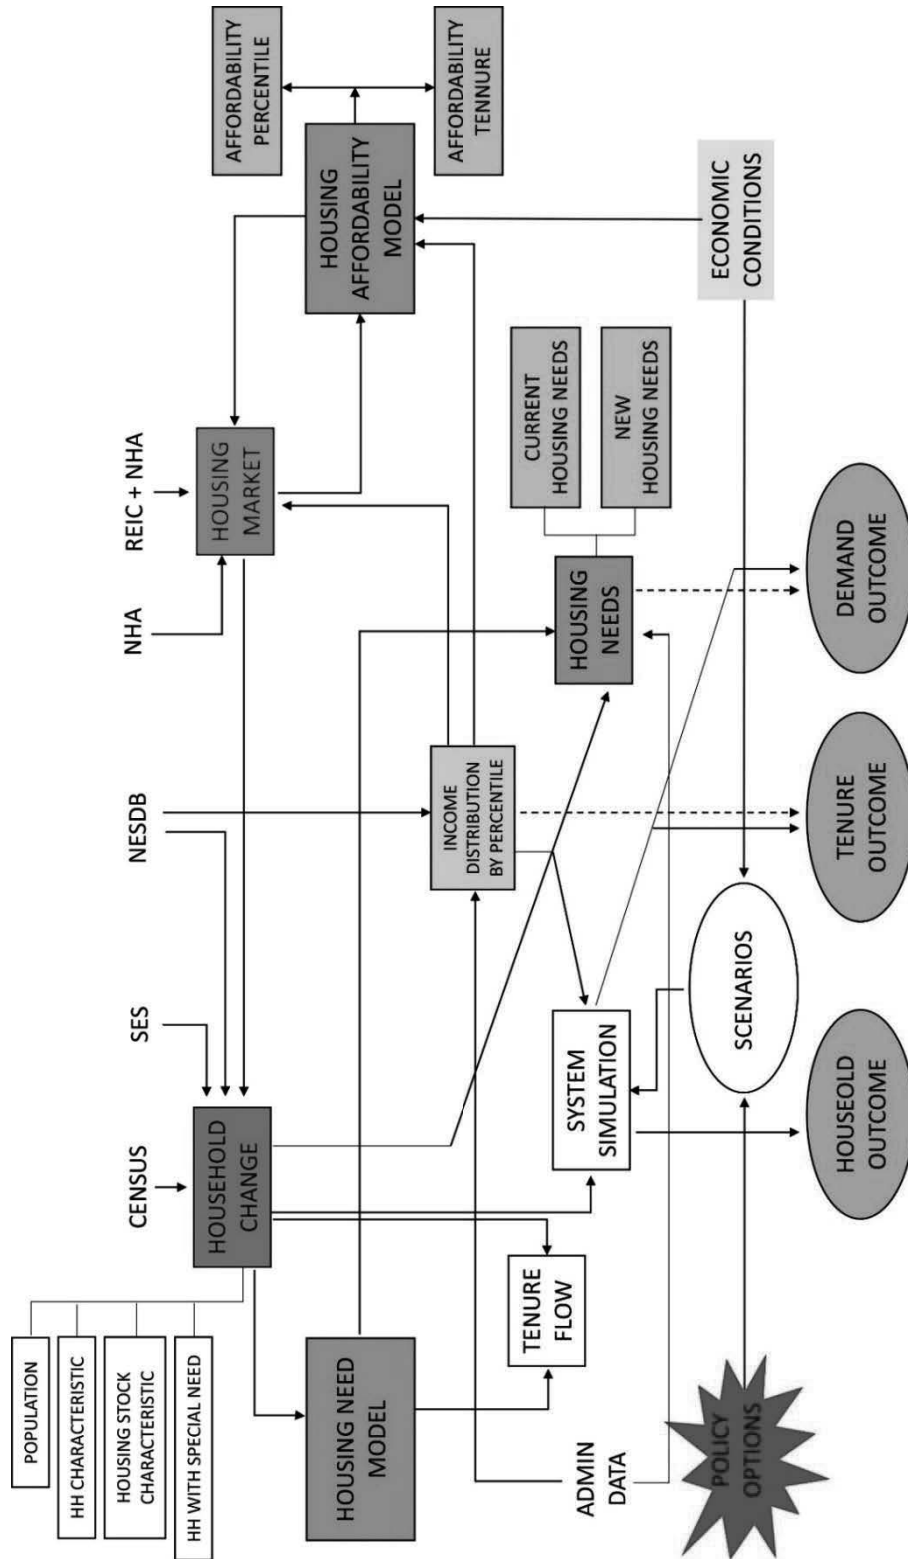 POPULATION
HH CHARACTERISTIC
HOUSING STOCK
CHARACTERISTIC
HH WITH SPECIAL NEED
CENSUS
SES
NESDB
NHA
REIC + NHA
HOUSEHOLD
CHANGE
HOUSING
MARKET
AFFORDABILITY
PERCENTILE
HOUSING
AFFORDABILITY
MODEL
AFFORDABILITY
TENNURE
HOUSING NEED
MODEL
INCOME
DISTRIBUTION
BY PERCENTILE
TENURE
FLOW
SYSTEM
SIMULATION
HOUSING
NEEDS
CURRENT
HOUSING NEEDS
NEW
HOUSING NEEDS
ADMIN
DATA
POLICY
OPTIONS
SCENARIOS
ECONOMIC
CONDITIONS
HOUSEOLD
OUTCOME
TENURE
OUTCOME
DEMAND
OUTCOME